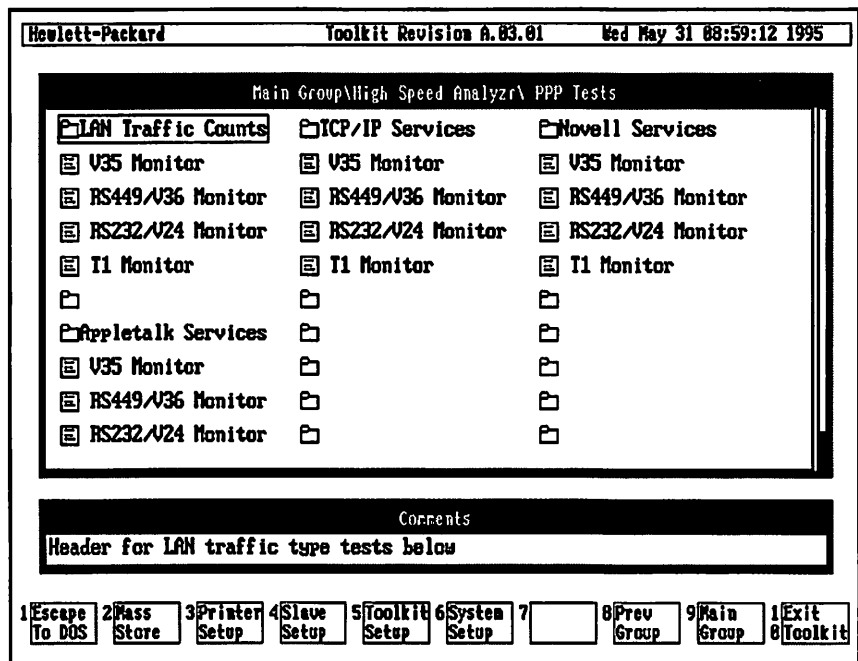 Hewlett-Packard Toolkit Revision A.03.01 Wed May 31 08:59:12 1995
Main Group\High Speed Analyzr\ PPP Tests
LAN Traffic Counts TCP/IP Services Novell Services
V35 Monitor V35 Monitor V35 Monitor
RS449/V36 Monitor RS449/V36 Monitor RS449/V36 Monitor
RS232/V24 Monitor RS232/V24 Monitor RS232/V24 Monitor
T1 Monitor T1 Monitor T1 Monitor
Appletalk Services
V35 Monitor
RS449/V36 Monitor
RS232/V24 Monitor
Comments
Header for LAN traffic type tests below
1 Escape 2 Mass 3 Printer 4 Slave 5 Toolkit 6 System 7 8 Prev 9 Main 1 Exit
To DOS Store Setup Setup Setup Setup Group Group 0 Toolkit